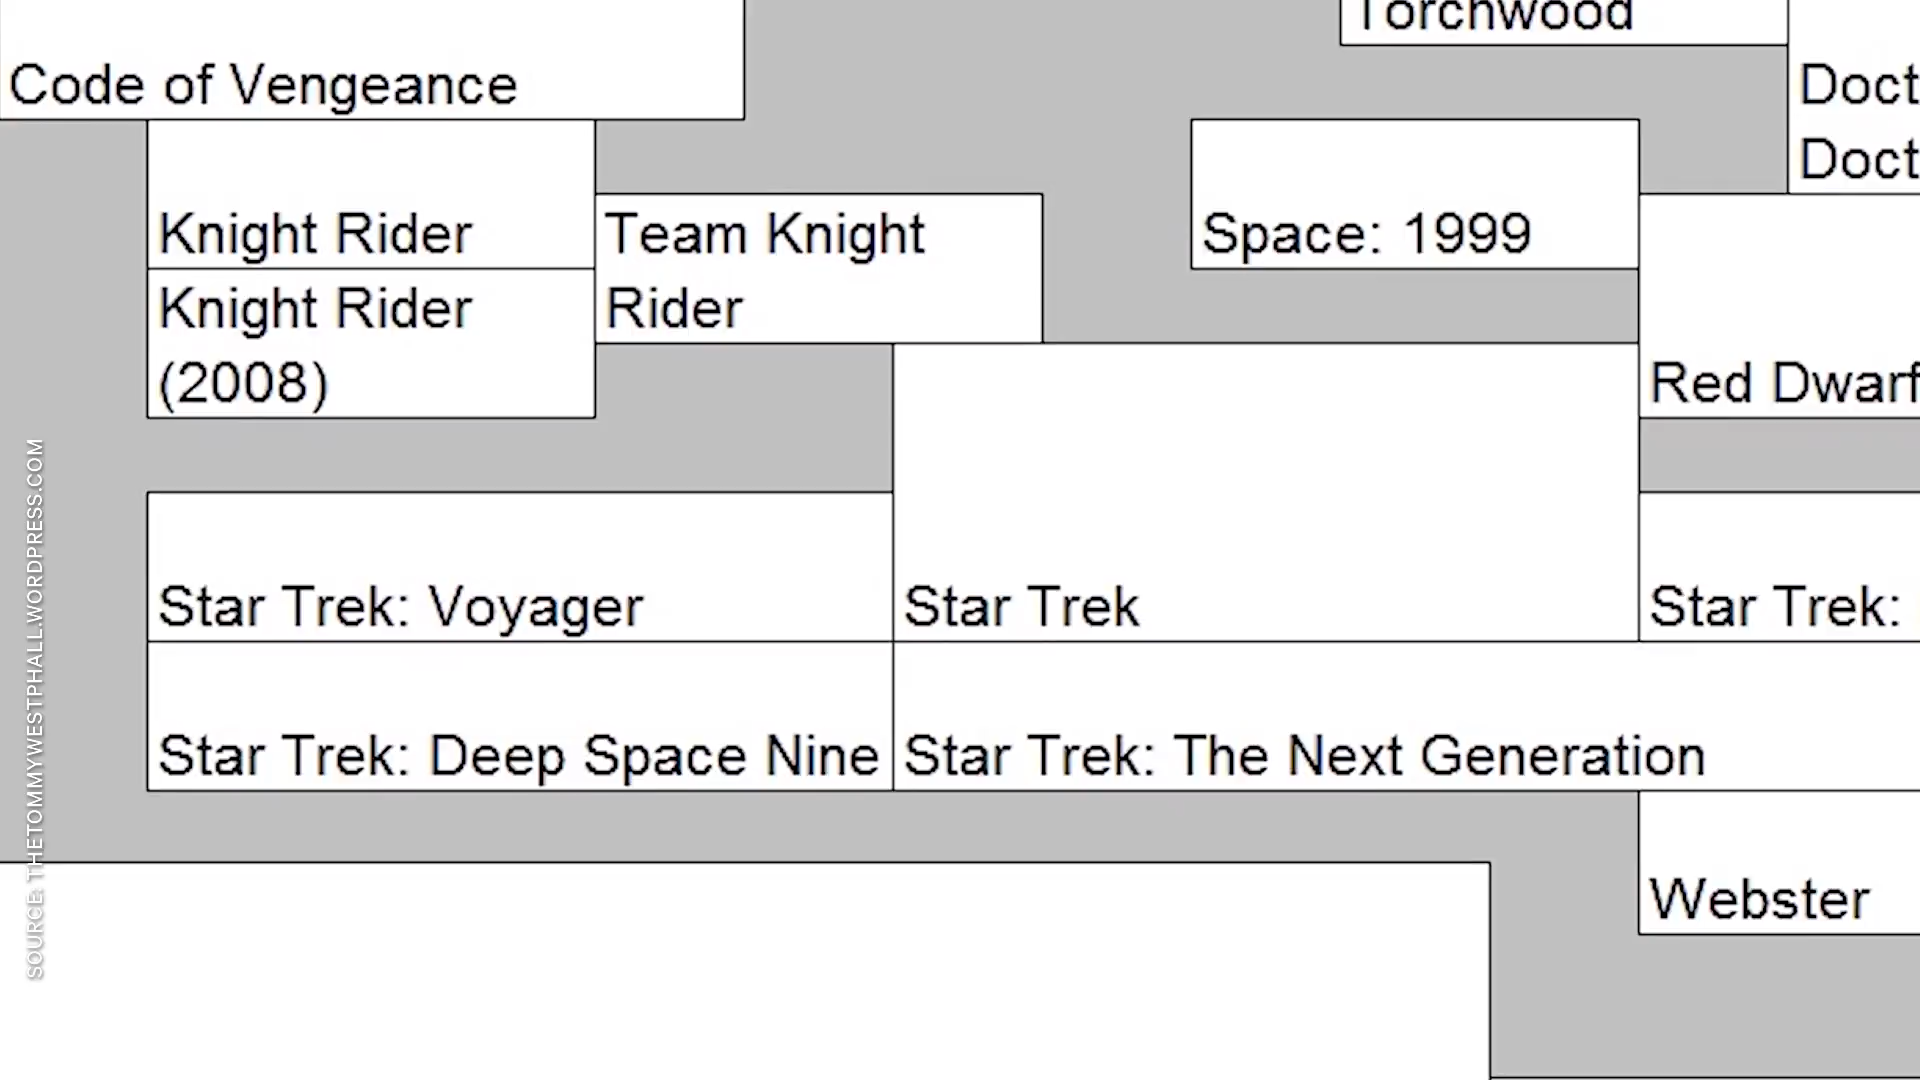 Torchwood
Code of Vengeance
Doct
Doct
Knight Rider
Team Knight
Rider
Space: 1999
Knight Rider
(2008)
Red Dwarf
Star Trek: Voyager
Star Trek
Star Trek:
Star Trek: Deep Space Nine
Star Trek: The Next Generation
Webster
SOURCE: THETOMMYWESTPHALL.WORDPRESS.COM